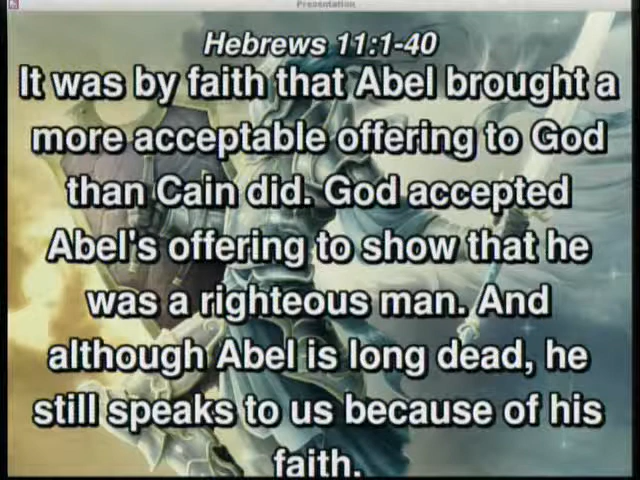 Presentation
Hebrews 11:1-40
It was by faith that Abel brought a
more acceptable offering to God
than Cain did. God accepted
Abel's offering to show that he
was a righteous man. And
although Abel is long dead, he
still speaks to us because of his
faith.